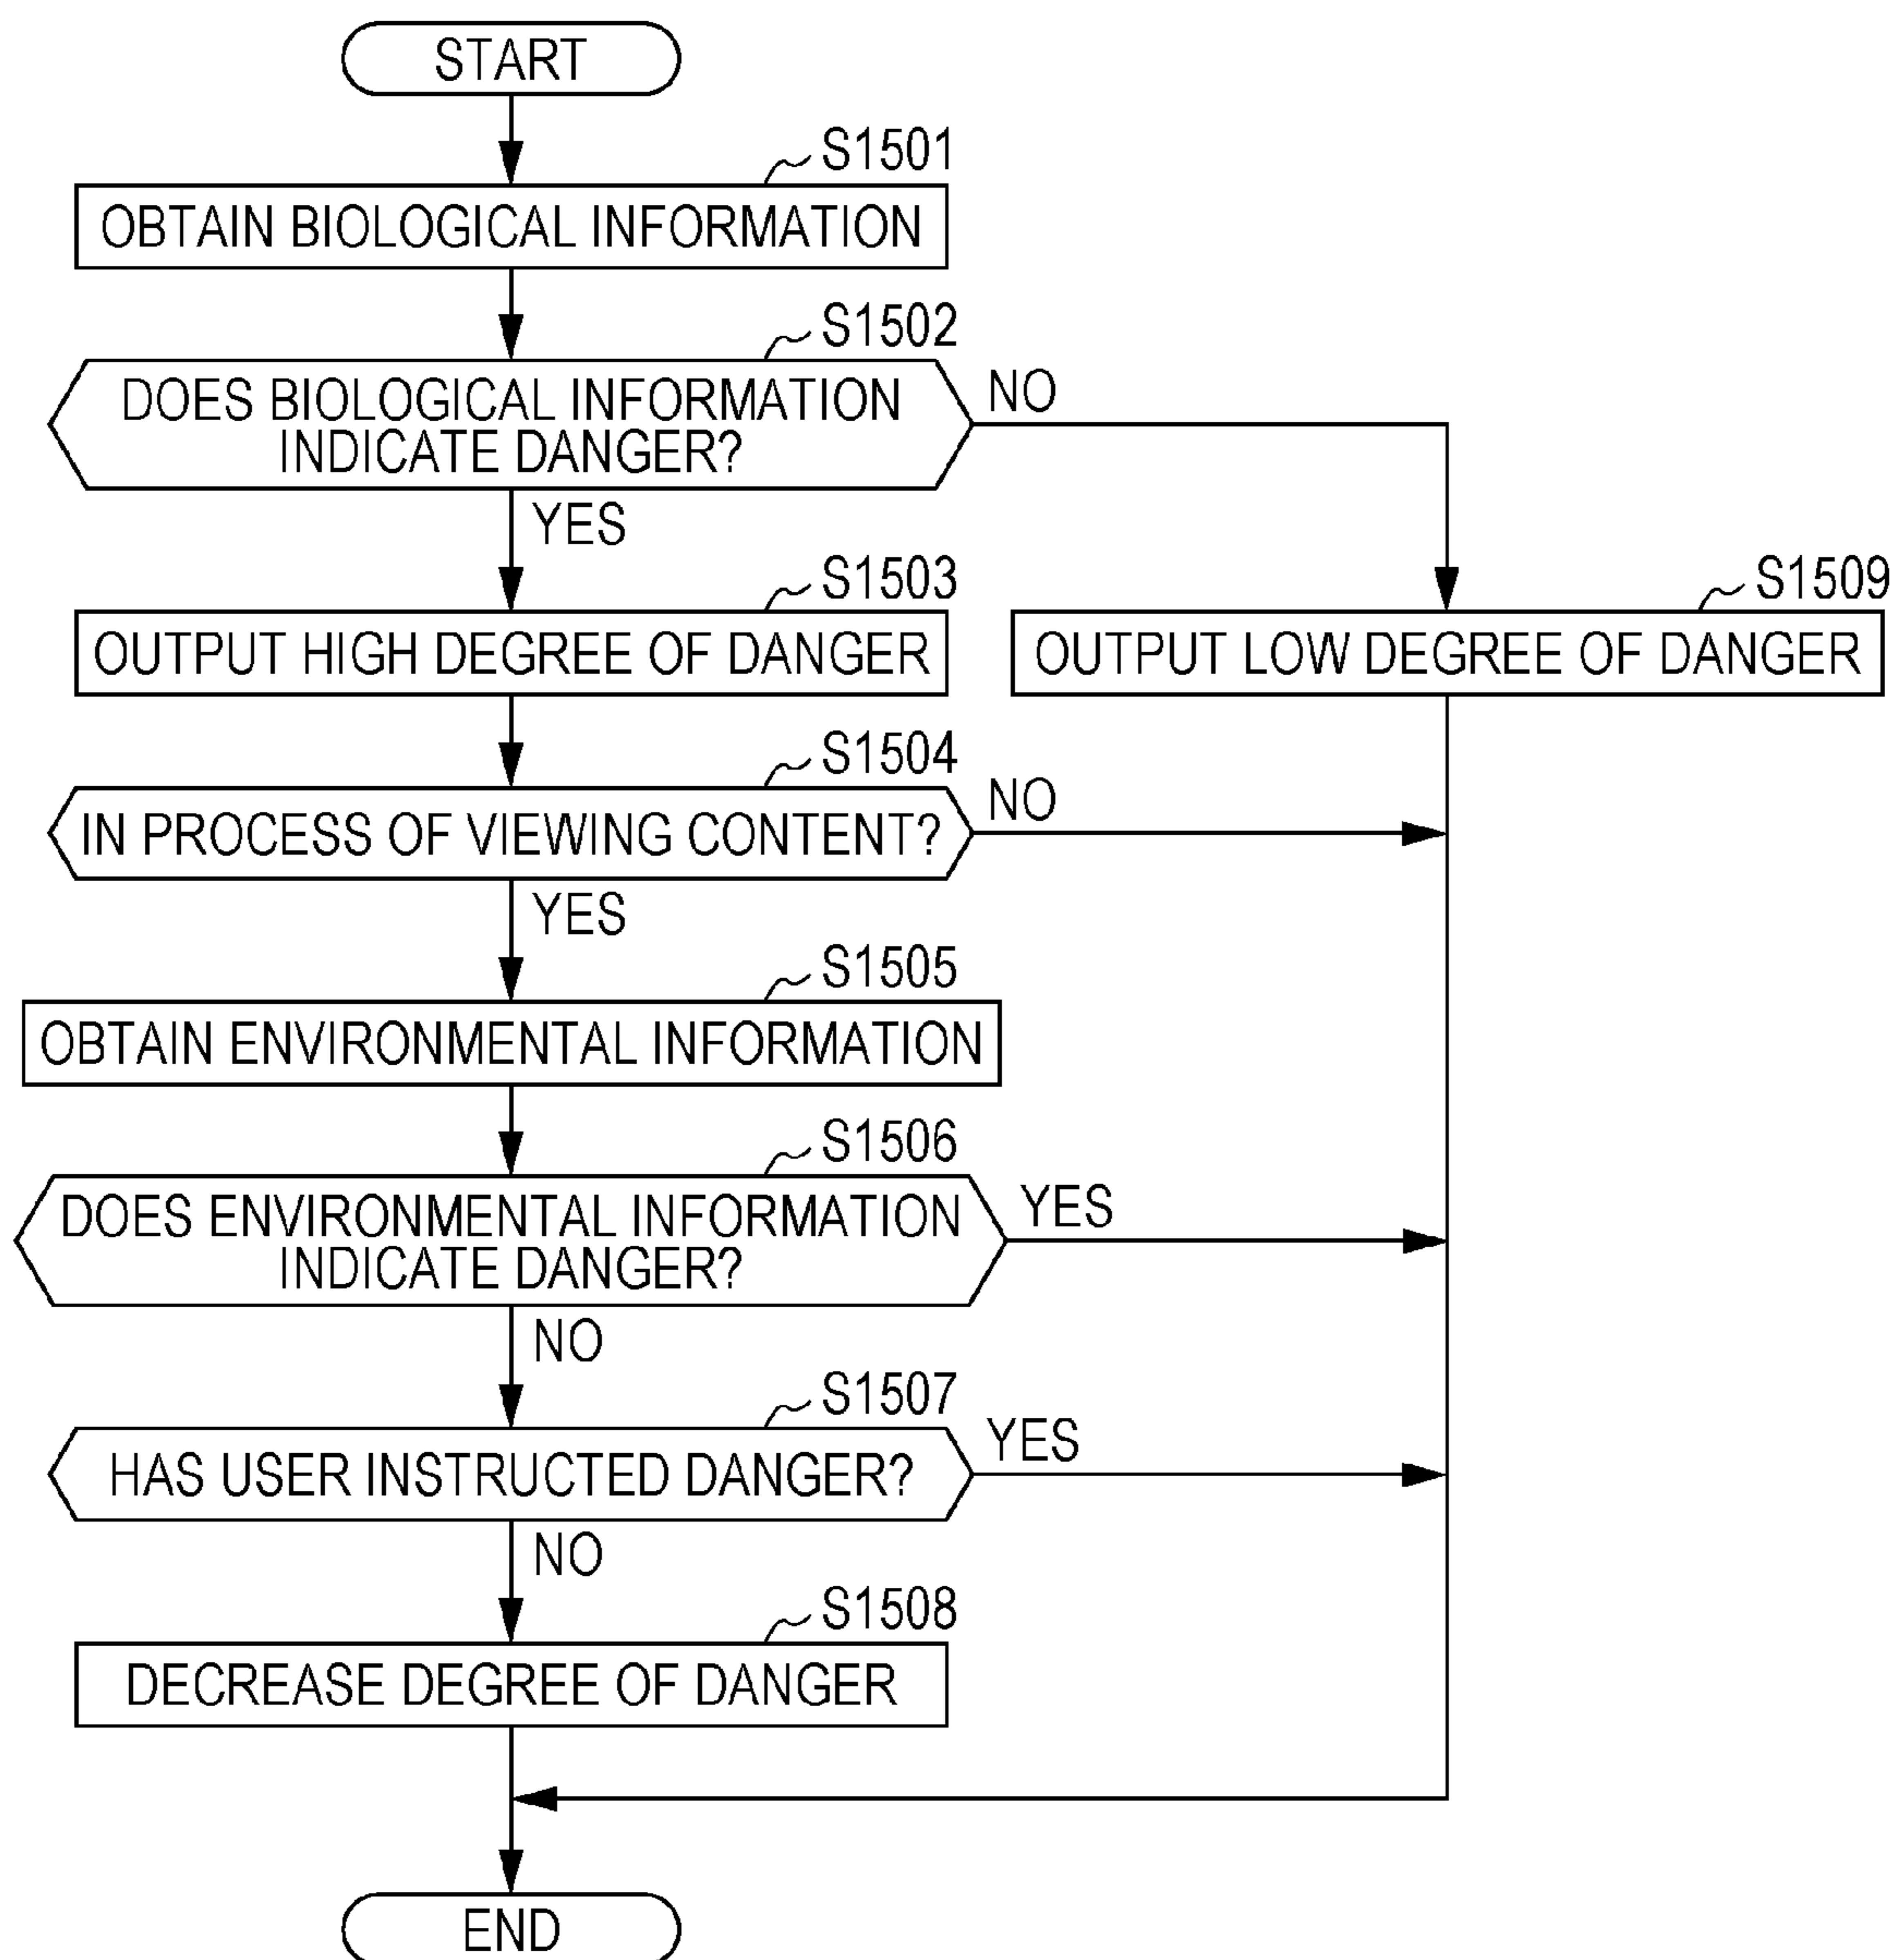 START
S1501
OBTAIN BIOLOGICAL INFORMATION
S1502
DOES BIOLOGICAL INFORMATION
INDICATE DANGER?
NO
YES
S1503
OUTPUT HIGH DEGREE OF DANGER
S1509
OUTPUT LOW DEGREE OF DANGER
S1504
IN PROCESS OF VIEWING CONTENT?
NO
YES
S1505
OBTAIN ENVIRONMENTAL INFORMATION
S1506
DOES ENVIRONMENTAL INFORMATION
INDICATE DANGER?
YES
NO
S1507
HAS USER INSTRUCTED DANGER?
YES
NO
S1508
DECREASE DEGREE OF DANGER
END